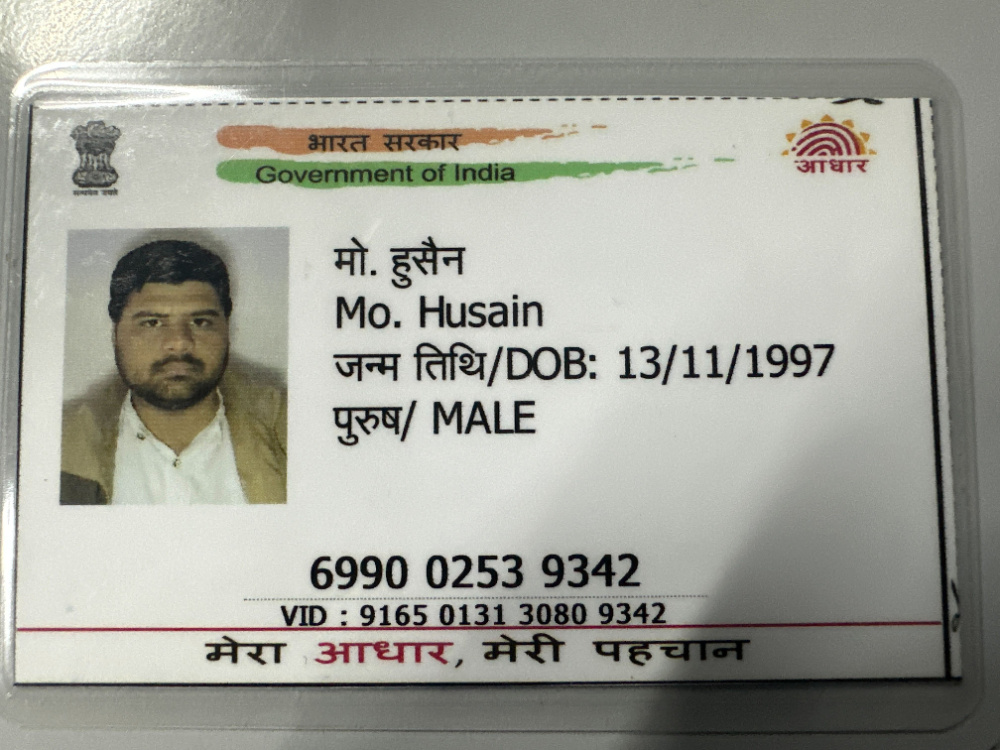 भारत सरकार
Government of India
सत्यमेव जयते
आधार
मो. हुसैन
Mo. Husain
जन्म तिथि/DOB: 13/11/1997
पुरुष/ MALE
6990 0253 9342
VID : 9165 0131 3080 9342
मेरा आधार, मेरी पहचान